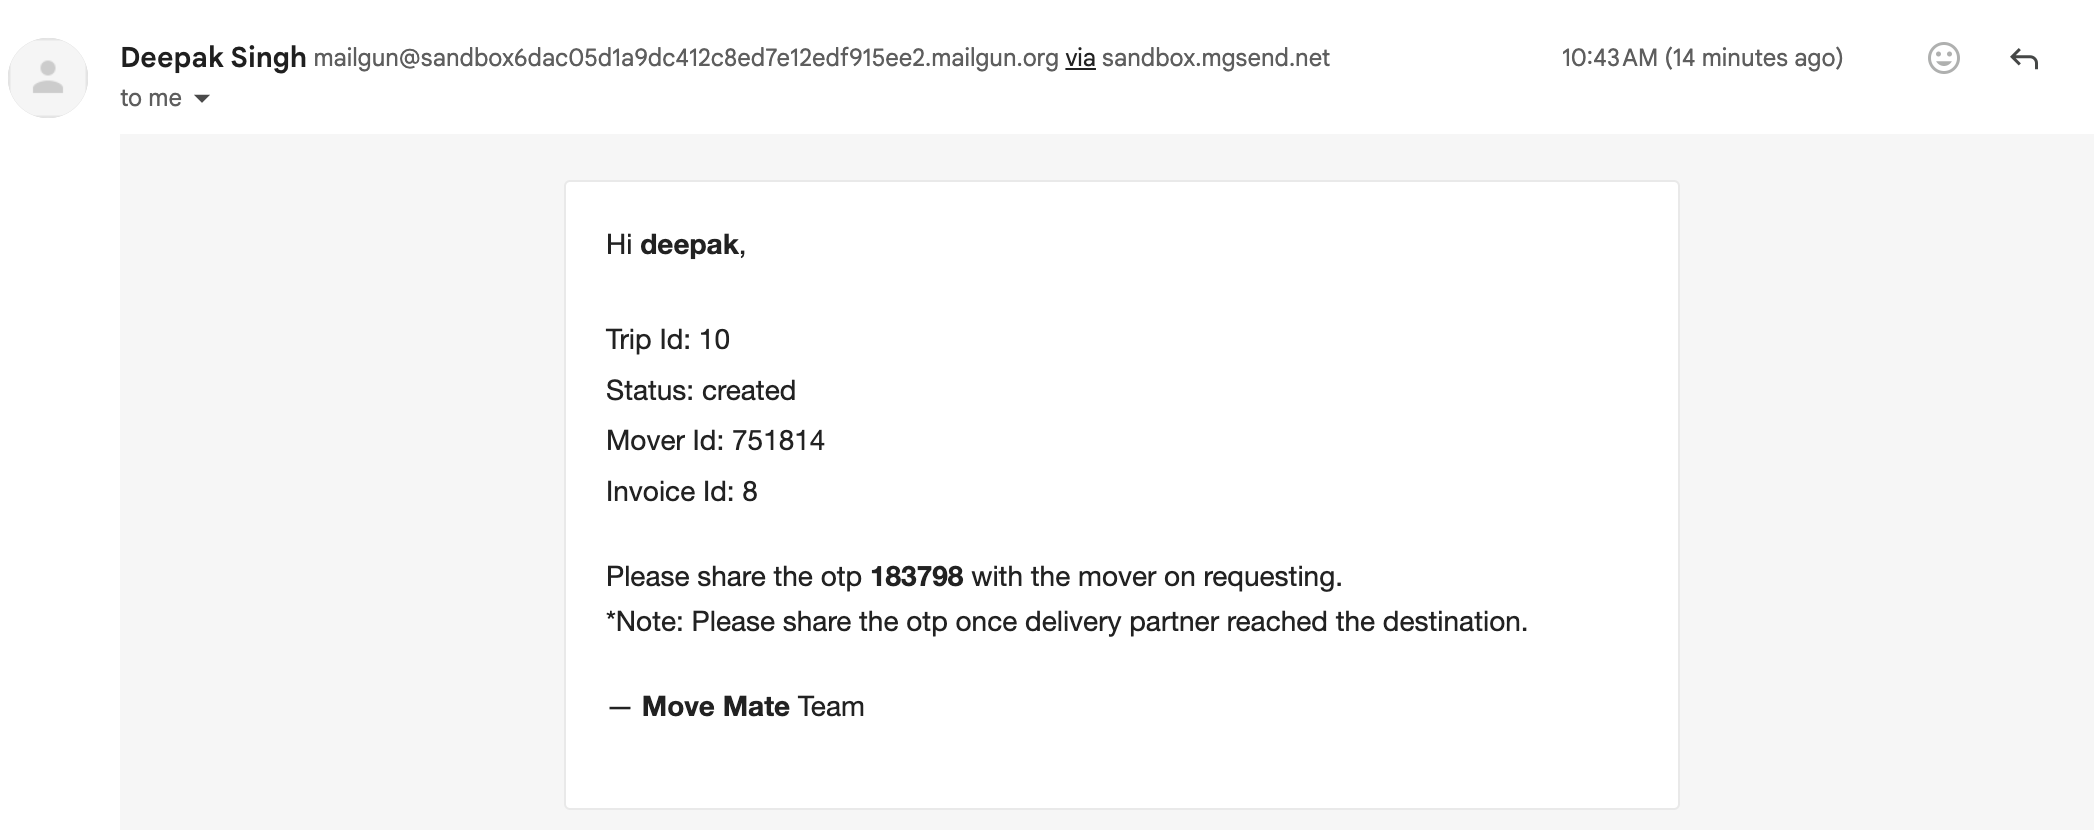 Deepak Singh mailgun@sandbox6dac05d1a9dc412c8ed7e12edf915ee2.mailgun.org via sandbox.mgsend.net 10:43 AM (14 minutes ago)
to me
Hi deepak,
Trip Id: 10
Status: created
Mover Id: 751814
Invoice Id: 8
Please share the otp 183798 with the mover on requesting.
*Note: Please share the otp once delivery partner reached the destination.
— Move Mate Team